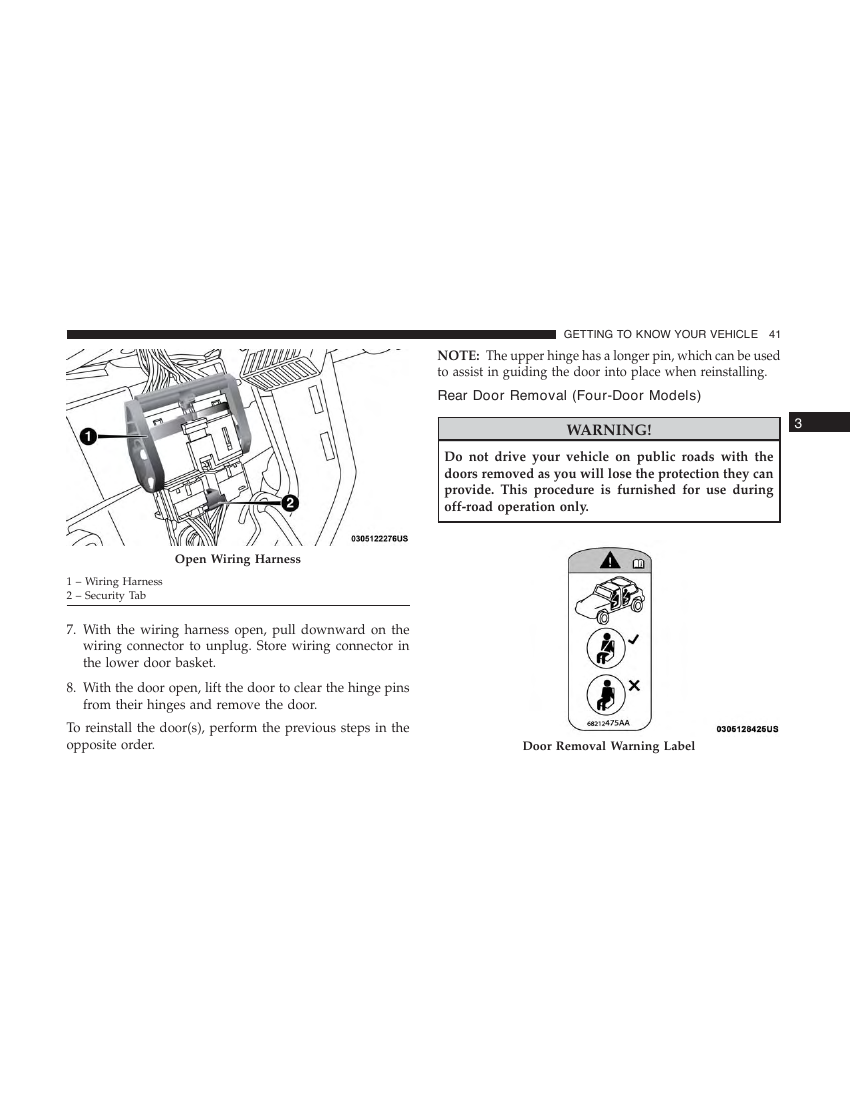 GETTING TO KNOW YOUR VEHICLE 41
1
2
0305122276US
Open Wiring Harness
1 – Wiring Harness
2 – Security Tab
7. With the wiring harness open, pull downward on the
wiring connector to unplug. Store wiring connector in
the lower door basket.
8. With the door open, lift the door to clear the hinge pins
from their hinges and remove the door.
To reinstall the door(s), perform the previous steps in the
opposite order.
NOTE: The upper hinge has a longer pin, which can be used
to assist in guiding the door into place when reinstalling.
Rear Door Removal (Four-Door Models)
3
WARNING!
Do not drive your vehicle on public roads with the
doors removed as you will lose the protection they can
provide. This procedure is furnished for use during
off-road operation only.
68212475AA
0305128425US
Door Removal Warning Label